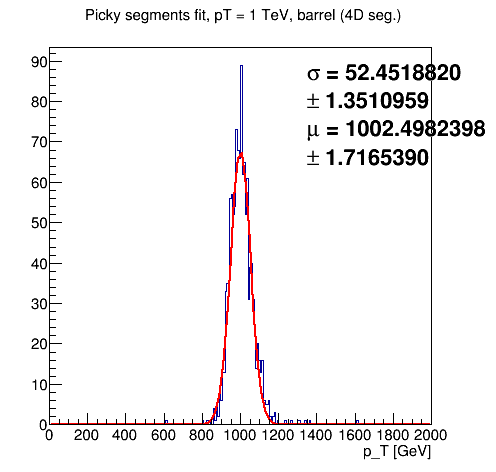 Picky segments fit, pT = 1 TeV, barrel (4D seg.)
σ = 52.4518820
± 1.3510959
μ = 1002.4982398
± 1.7165390
90
80
70
60
50
40
30
20
10
0
0 200 400 600 800 1000 1200 1400 1600 1800 2000
p_T [GeV]